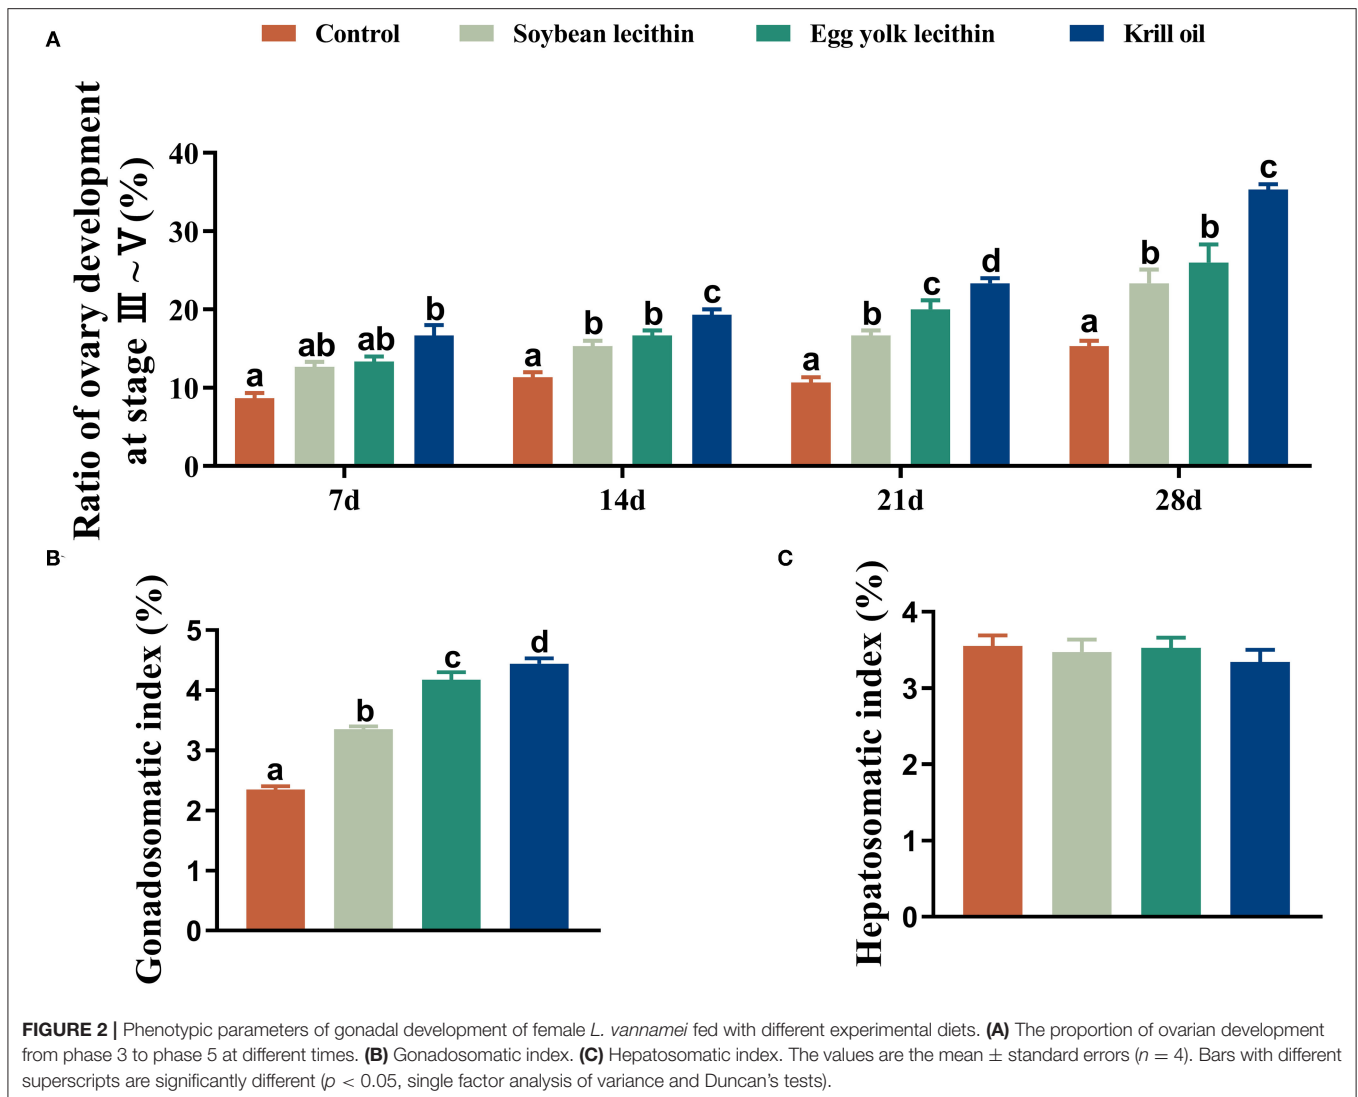 A
Control Soybean lecithin Egg yolk lecithin Krill oil
Ratio of ovary development
at stage Ⅲ ~ Ⅴ (%)
40
30
20
10
0
a ab ab b
a b b c
a b c d
a b b c
7d 14d 21d 28d
B
Gonadosomatic index (%)
5
4
3
2
1
0
a b c d
C
Hepatosomatic index (%)
4
3
2
1
0
FIGURE 2 | Phenotypic parameters of gonadal development of female L. vannamei fed with different experimental diets. (A) The proportion of ovarian development
from phase 3 to phase 5 at different times. (B) Gonadosomatic index. (C) Hepatosomatic index. The values are the mean ± standard errors (n = 4). Bars with different
superscripts are significantly different (p < 0.05, single factor analysis of variance and Duncan's tests).